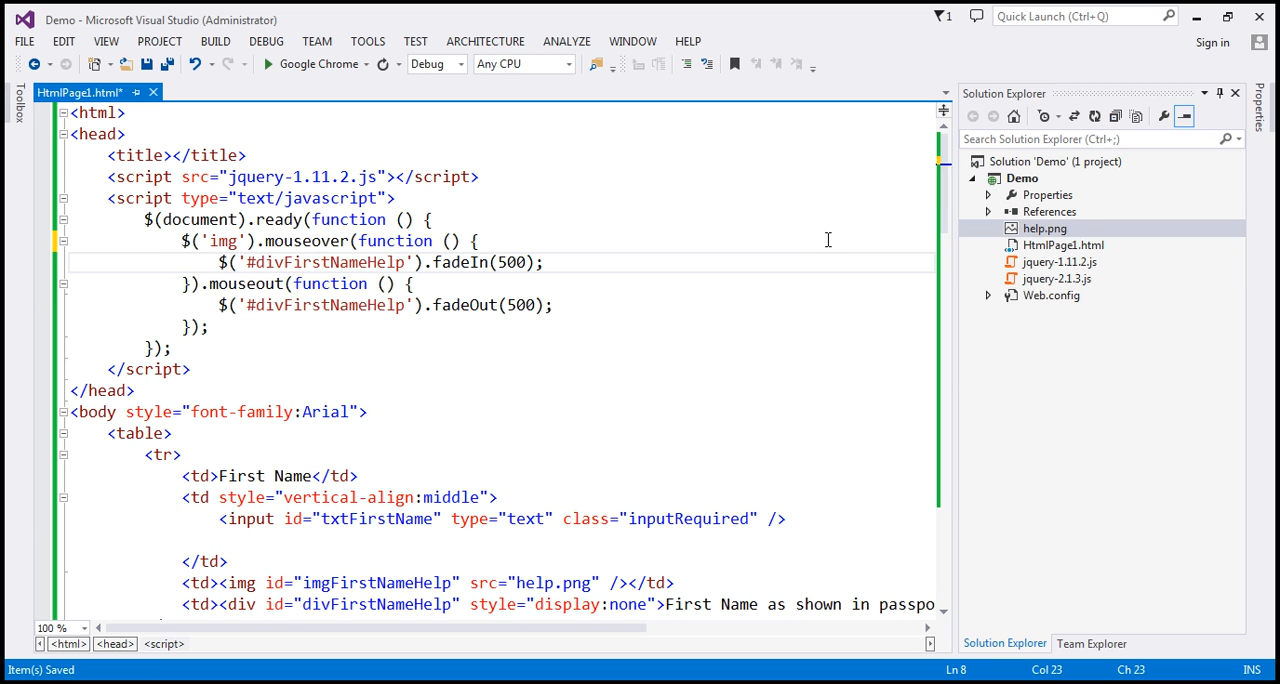 Demo - Microsoft Visual Studio (Administrator)
1
Quick Launch (Ctrl+Q)
FILE EDIT VIEW PROJECT BUILD DEBUG TEAM TOOLS TEST ARCHITECTURE ANALYZE WINDOW HELP
Sign in
Google Chrome Debug Any CPU
Toolbox
HtmlPage1.html*
<html>
<head>
<title></title>
<script src="jquery-1.11.2.js"></script>
<script type="text/javascript">
$(document).ready(function () {
$('img').mouseover(function () {
$('#divFirstNameHelp').fadeIn(500);
}).mouseout(function () {
$('#divFirstNameHelp').fadeOut(500);
});
});
</script>
</head>
<body style="font-family:Arial">
<table>
<tr>
<td>First Name</td>
<td style="vertical-align:middle">
<input id="txtFirstName" type="text" class="inputRequired" />
</td>
<td><img id="imgFirstNameHelp" src="help.png" /></td>
<td><div id="divFirstNameHelp" style="display:none">First Name as shown in passpo
100 %
<html> <head> <script>
Solution Explorer
Search Solution Explorer (Ctrl+;)
Solution 'Demo' (1 project)
Demo
Properties
References
help.png
HtmlPage1.html
jquery-1.11.2.js
jquery-2.1.3.js
Web.config
Solution Explorer Team Explorer
Properties
Item(s) Saved Ln 8 Col 23 Ch 23 INS